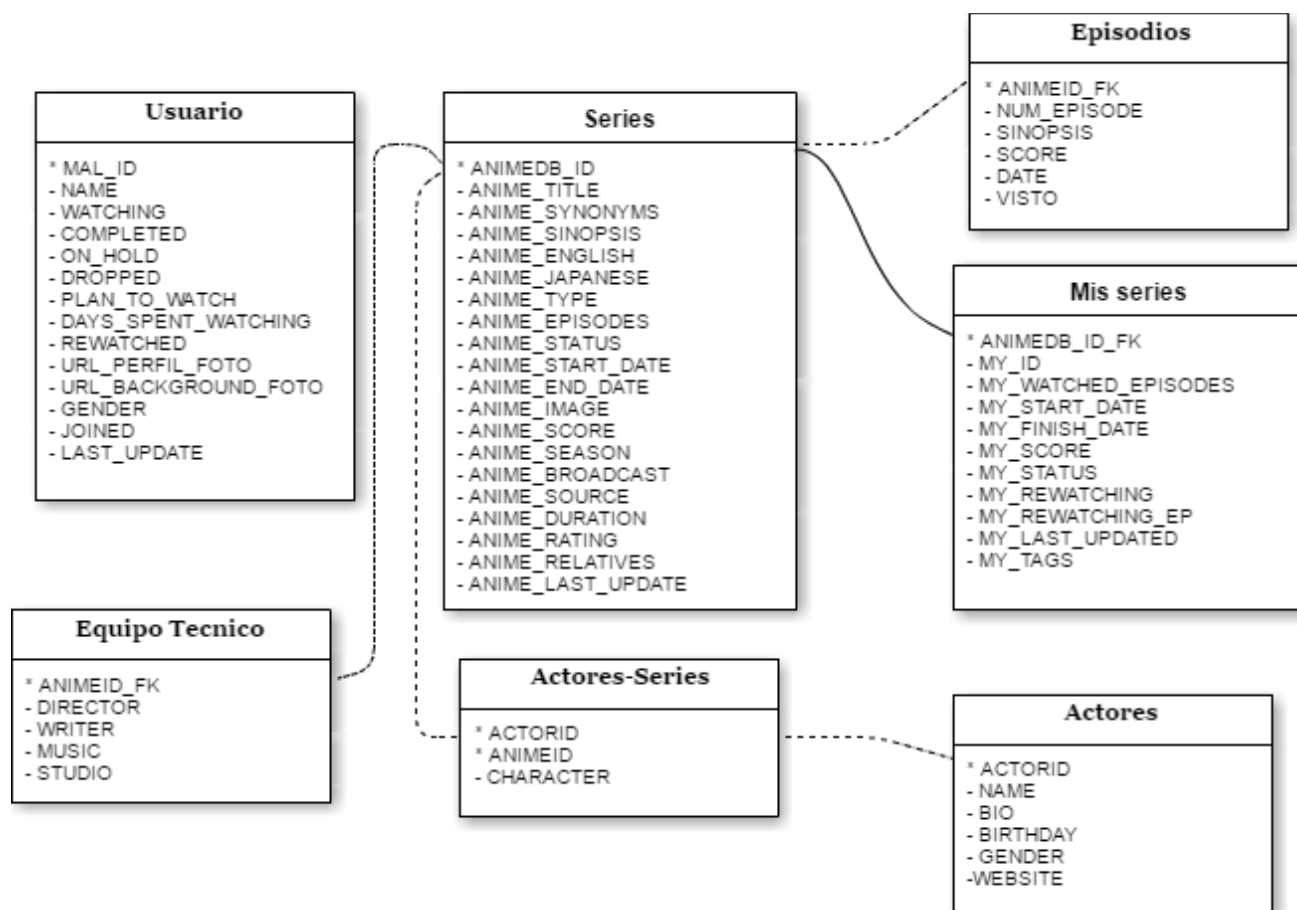 Usuario
* MAL_ID
- NAME
- WATCHING
- COMPLETED
- ON_HOLD
- DROPPED
- PLAN_TO_WATCH
- DAYS_SPENT_WATCHING
- REWATCHED
- URL_PERFIL_FOTO
- URL_BACKGROUND_FOTO
- GENDER
- JOINED
- LAST_UPDATE
Series
* ANIMEDB_ID
- ANIME_TITLE
- ANIME_SYNONYMS
- ANIME_SINOPSIS
- ANIME_ENGLISH
- ANIME_JAPANESE
- ANIME_TYPE
- ANIME_EPISODES
- ANIME_STATUS
- ANIME_START_DATE
- ANIME_END_DATE
- ANIME_IMAGE
- ANIME_SCORE
- ANIME_SEASON
- ANIME_BROADCAST
- ANIME_SOURCE
- ANIME_DURATION
- ANIME_RATING
- ANIME_RELATIVES
- ANIME_LAST_UPDATE
Episodios
* ANIMEID_FK
- NUM_EPISODE
- SINOPSIS
- SCORE
- DATE
- VISTO
Mis series
* ANIMEDB_ID_FK
- MY_ID
- MY_WATCHED_EPISODES
- MY_START_DATE
- MY_FINISH_DATE
- MY_SCORE
- MY_STATUS
- MY_REWATCHING
- MY_REWATCHING_EP
- MY_LAST_UPDATED
- MY_TAGS
Equipo Tecnico
* ANIMEID_FK
- DIRECTOR
- WRITER
- MUSIC
- STUDIO
Actores-Series
* ACTORID
* ANIMEID
- CHARACTER
Actores
* ACTORID
- NAME
- BIO
- BIRTHDAY
- GENDER
-WEBSITE